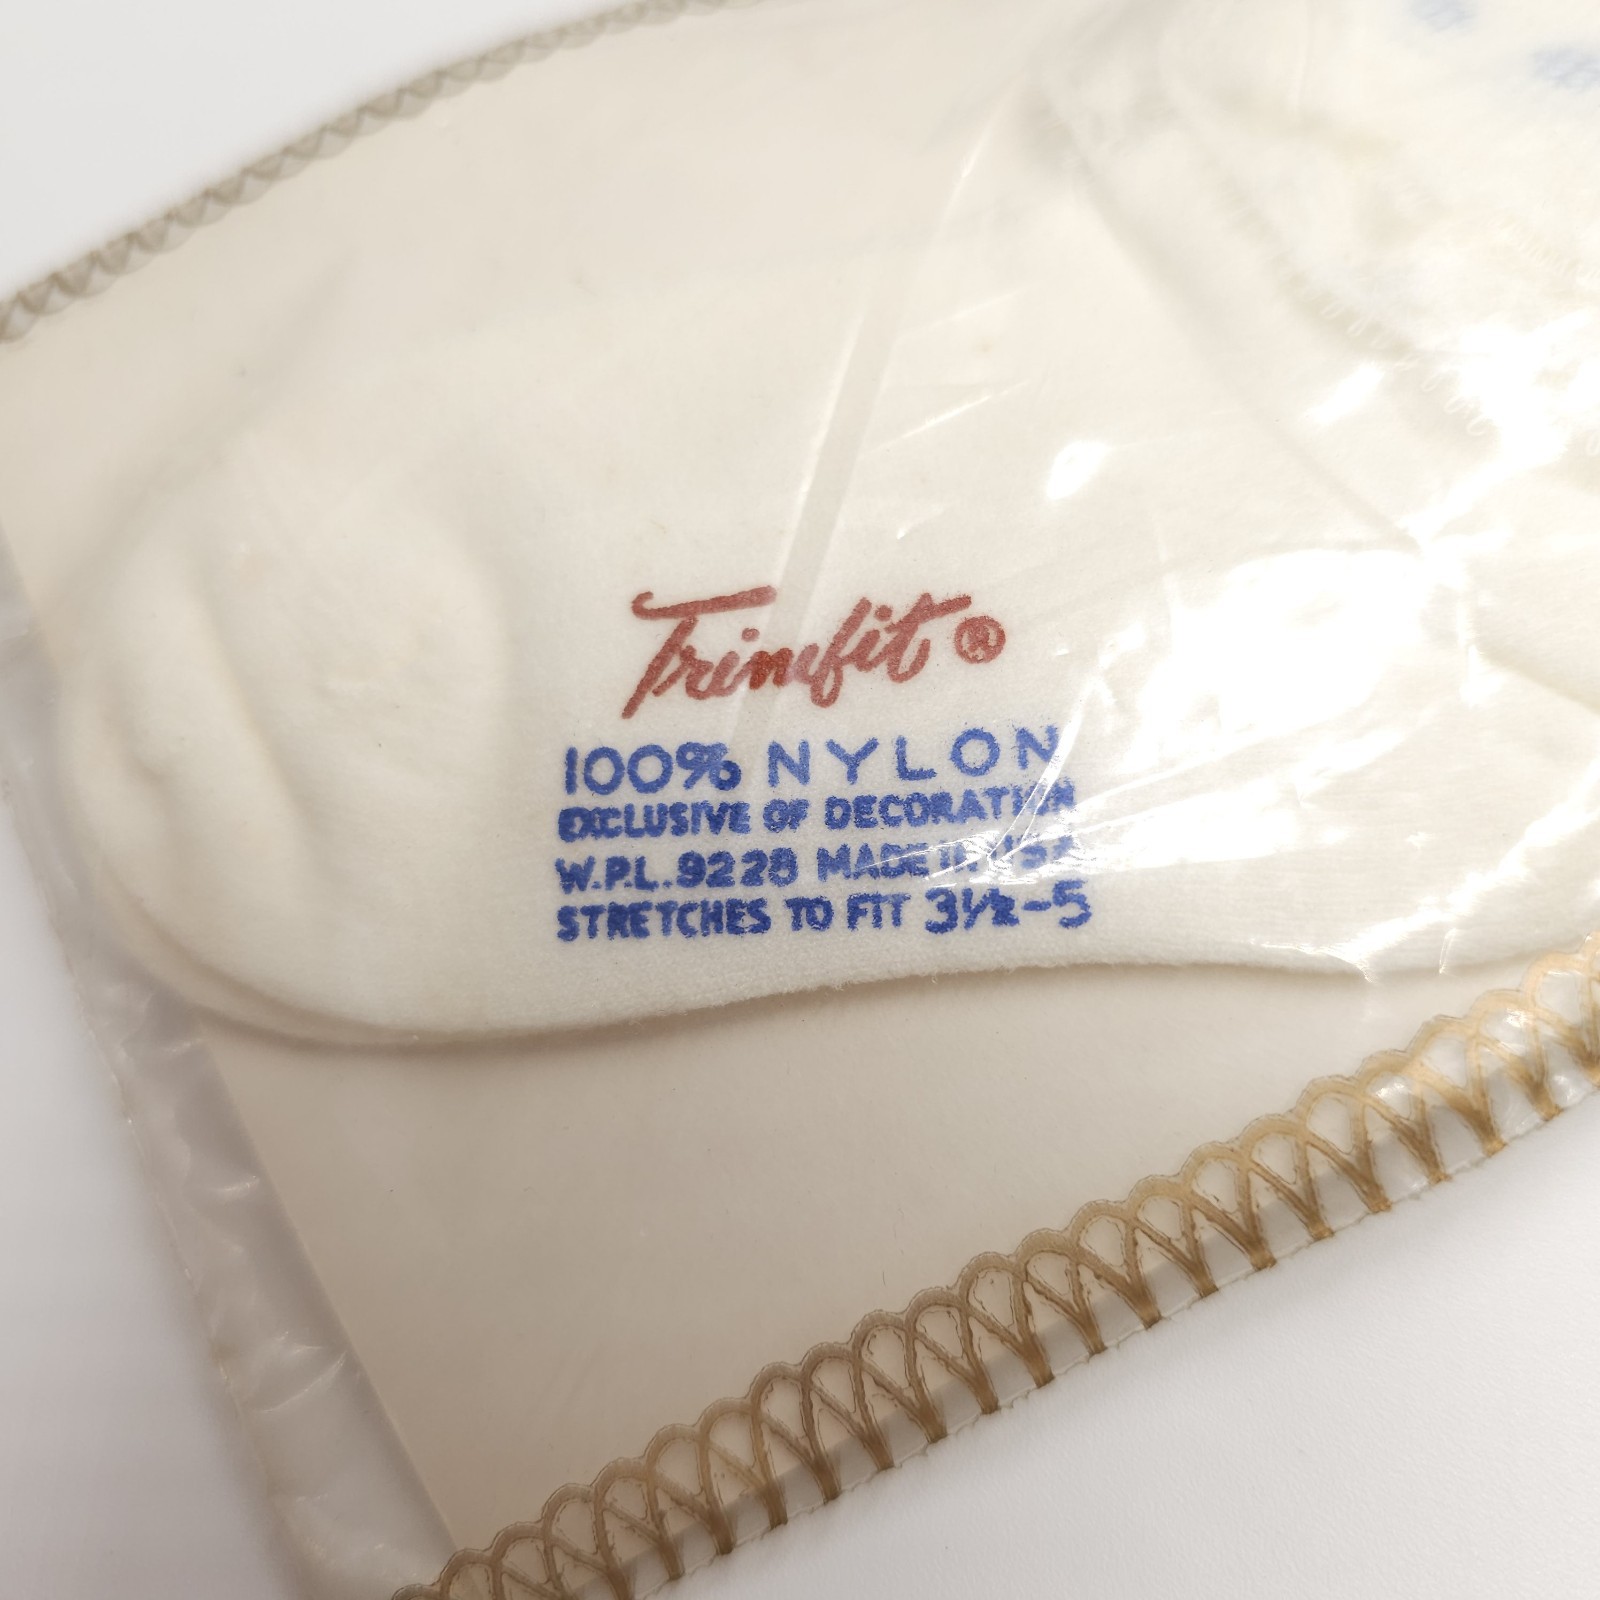 Trimfit ®
100% NYLON
EXCLUSIVE OF DECORATION
W.P.L. 9228 MADE IN USA
STRETCHES TO FIT 3½-5